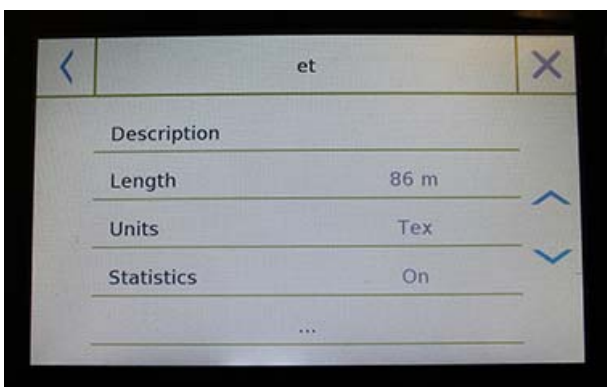 et
Description
Length 86 m
Units Tex
Statistics On
...